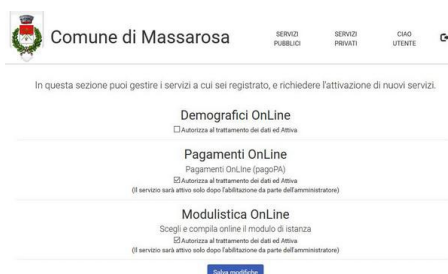 Comune di Massarosa
SERVIZI PUBBLICI
SERVIZI PRIVATI
CIAO UTENTE
In questa sezione puoi gestire i servizi a cui sei registrato, e richiedere l'attivazione di nuovi servizi.
Demografici OnLine
Autorizza al trattamento dei dati ed Attiva
Pagamenti OnLine
Pagamenti OnLine (pagoPA)
Autorizza al trattamento dei dati ed Attiva
(Il servizio sarà attivo solo dopo l'abilitazione da parte dell'amministratore)
Modulistica OnLine
Scegli e compila online il modulo di istanza
Autorizza al trattamento dei dati ed Attiva
(Il servizio sarà attivo solo dopo l'abilitazione da parte dell'amministratore)
Salva modifiche